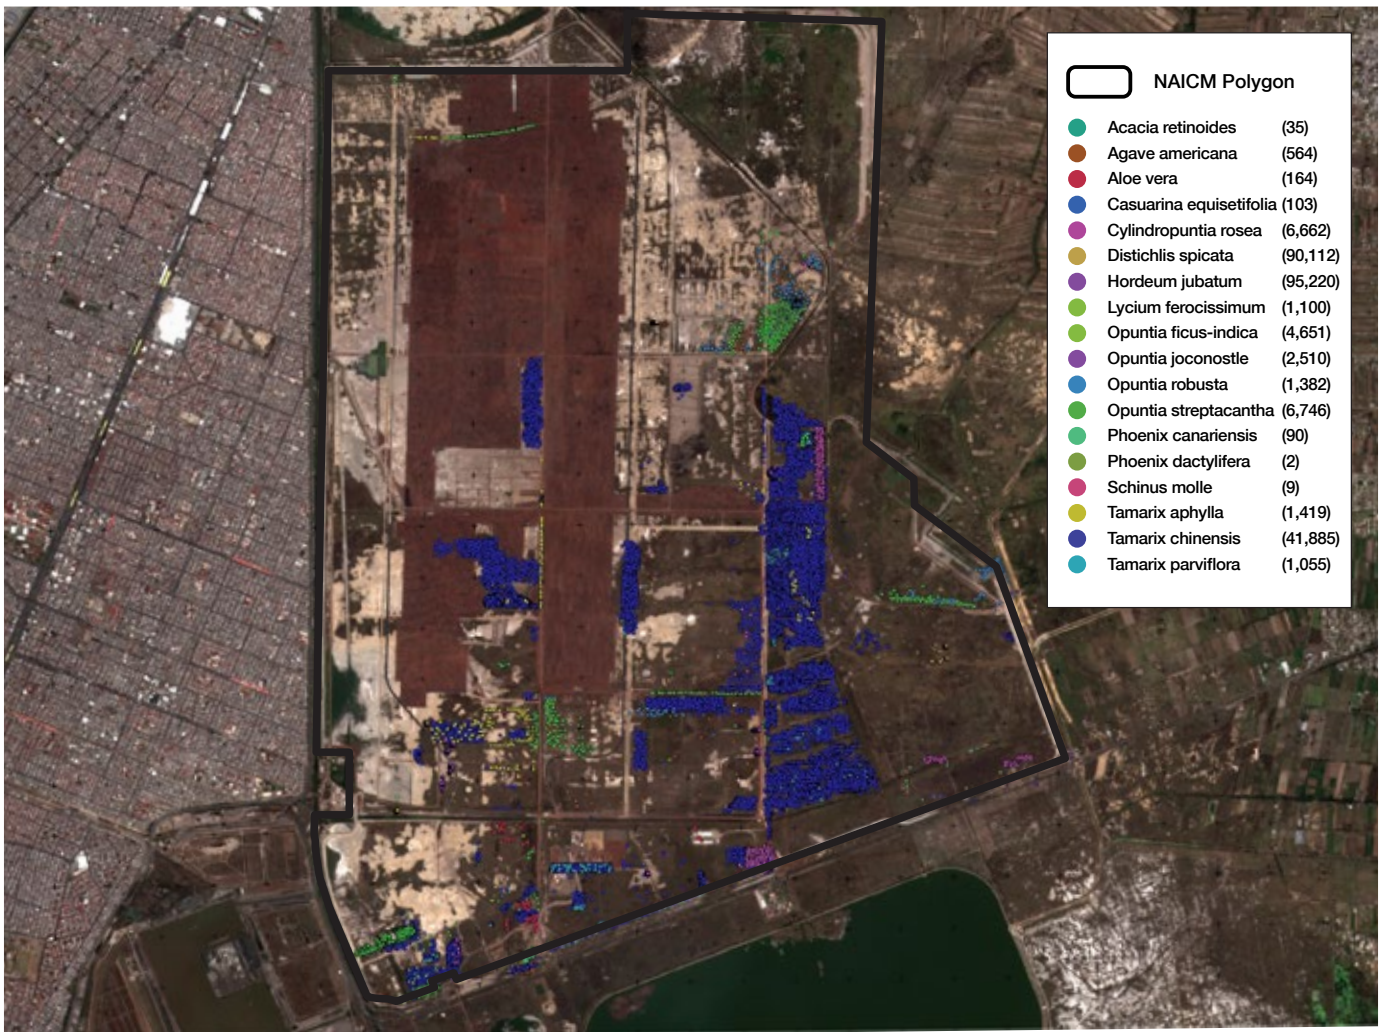 NAICM Polygon
Acacia retinoides (35)
Agave americana (564)
Aloe vera (164)
Casuarina equisetifolia (103)
Cylindropuntia rosea (6,662)
Distichlis spicata (90,112)
Hordeum jubatum (95,220)
Lycium ferocissimum (1,100)
Opuntia ficus-indica (4,651)
Opuntia joconostle (2,510)
Opuntia robusta (1,382)
Opuntia streptacantha (6,746)
Phoenix canariensis (90)
Phoenix dactylifera (2)
Schinus molle (9)
Tamarix aphylla (1,419)
Tamarix chinensis (41,885)
Tamarix parviflora (1,055)